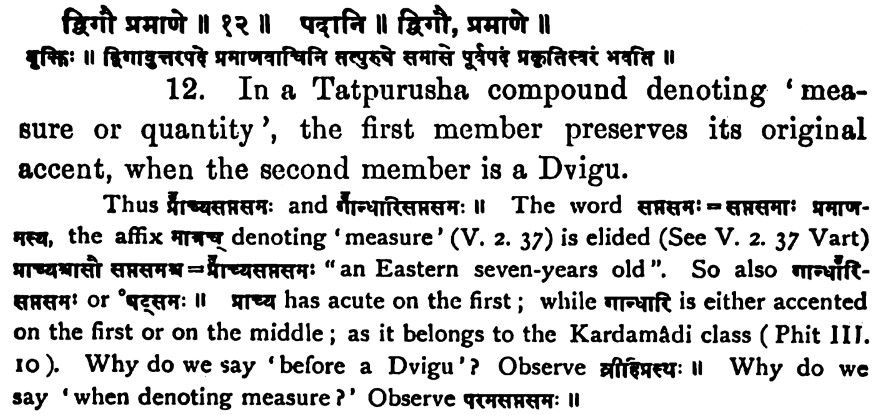 द्विगौ प्रमाणे ॥ १२ ॥ पदानि ॥ द्विगौ, प्रमाणे ॥
वृत्तिः ॥ द्विगावुत्तरपदे प्रमाणवाचिनि तत्पुरुषे समासे पूर्वपदं प्रकृतिस्वरं भवति ॥
12. In a Tatpurusha compound denoting ‘mea-
sure or quantity’, the first member preserves its original
accent, when the second member is a Dvigu.
Thus प्रा꣡च्यसप्तसमः and गा꣡न्धारिसप्तसमः ॥ The word सप्तसमः = सप्तसमाः प्रमाण-
मस्य, the affix मात्रच् denoting ‘measure’ (V. 2. 37) is elided (See V. 2. 37 Vart)
प्राच्यश्चासौ सप्तसमश्च = प्रा꣡च्यसप्तसमः “an Eastern seven-years old”. So also गान्धा꣡रि-
सप्तसमः or °षट्समः ॥ प्राच्य has acute on the first; while गान्धारि is either accented
on the first or on the middle; as it belongs to the Kardamâdi class (Phit III.
10). Why do we say ‘before a Dvigu’? Observe व्रीहिप्रस्थः ॥ Why do we
say ‘when denoting measure?’ Observe परमसप्तसमः ॥